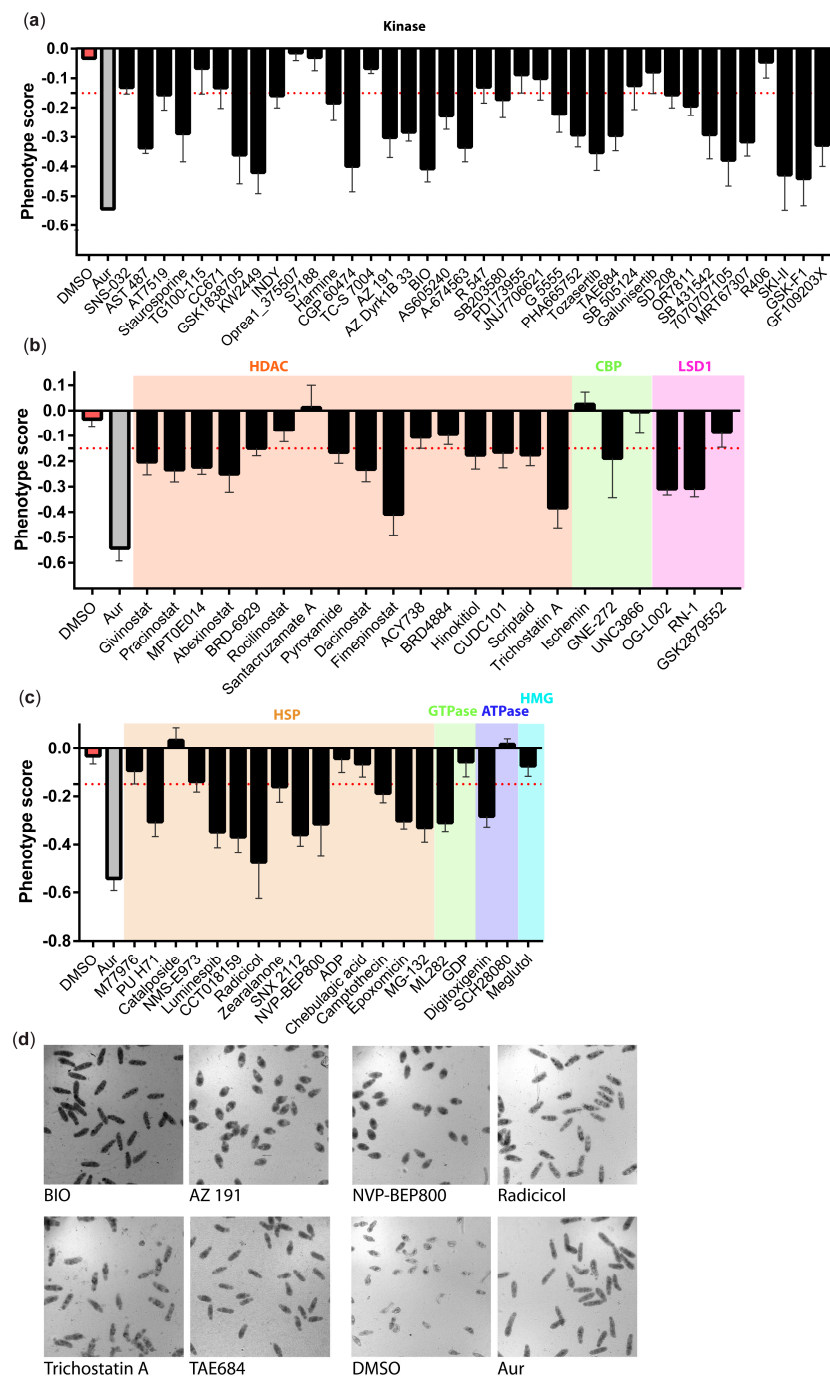 (a)
Kinase
Phenotype score
0.0
-0.1
-0.2
-0.3
-0.4
-0.5
-0.6
DMSO
Aur
SNS-032
AST 487
AT7519
Staurosporine
TG100-115
CC671
GSK1838705
KW2449
INDY
Oprea1_375507
S7188
Harmine
CGP 60474
TC-S 7004
AZ 191
AZ Dyrk1B 33
BIO
AS605240
A-674563
R 547
SB203580
PD173955
JNJ7706621
G 5555
PHA665752
Tozasertib
TAE684
SB 505124
Galunisertib
SD 208
OR7811
SB 431542
7070707105
MRT67307
R406
SKI-II
GSK-F1
GF109203X
(b)
HDAC
CBP
LSD1
Phenotype score
0.1
0.0
-0.1
-0.2
-0.3
-0.4
-0.5
-0.6
DMSO
Aur
Givinostat
Pracinostat
MPT0E014
Abexinostat
BRD-6929
Rocilinostat
Santacruzamate A
Pyroxamide
Dacinostat
Fimepinostat
ACY738
BRD4884
Hinokitiol
CUDC101
Scriptaid
Trichostatin A
Ischemin
GNE-272
UNC3866
OG-L002
RN-1
GSK2879552
(c)
HSP
GTPase
ATPase
HMG
Phenotype score
0.0
-0.2
-0.4
-0.6
-0.8
DMSO
Aur
M77976
PU H71
Catalposide
NMS-E973
Luminespib
CCT018159
Radicicol
Zearalanone
SNX 2112
NVP-BEP800
ADP
Chebulagic acid
Camptothecin
Epoxomicin
MG-132
ML282
GDP
Digitoxigenin
SCH28080
Meglutol
(d)
BIO
AZ 191
NVP-BEP800
Radicicol
Trichostatin A
TAE684
DMSO
Aur